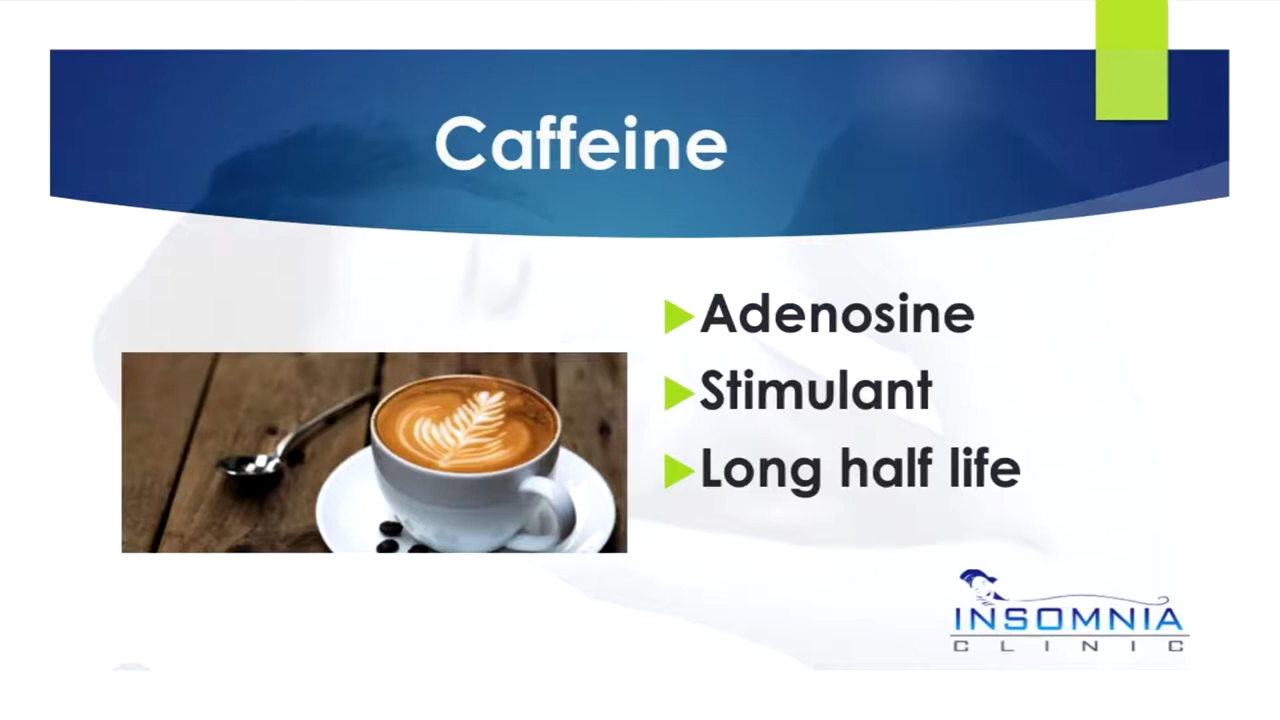 Caffeine
Adenosine
Stimulant
Long half life
INSOMNIA
CLINIC